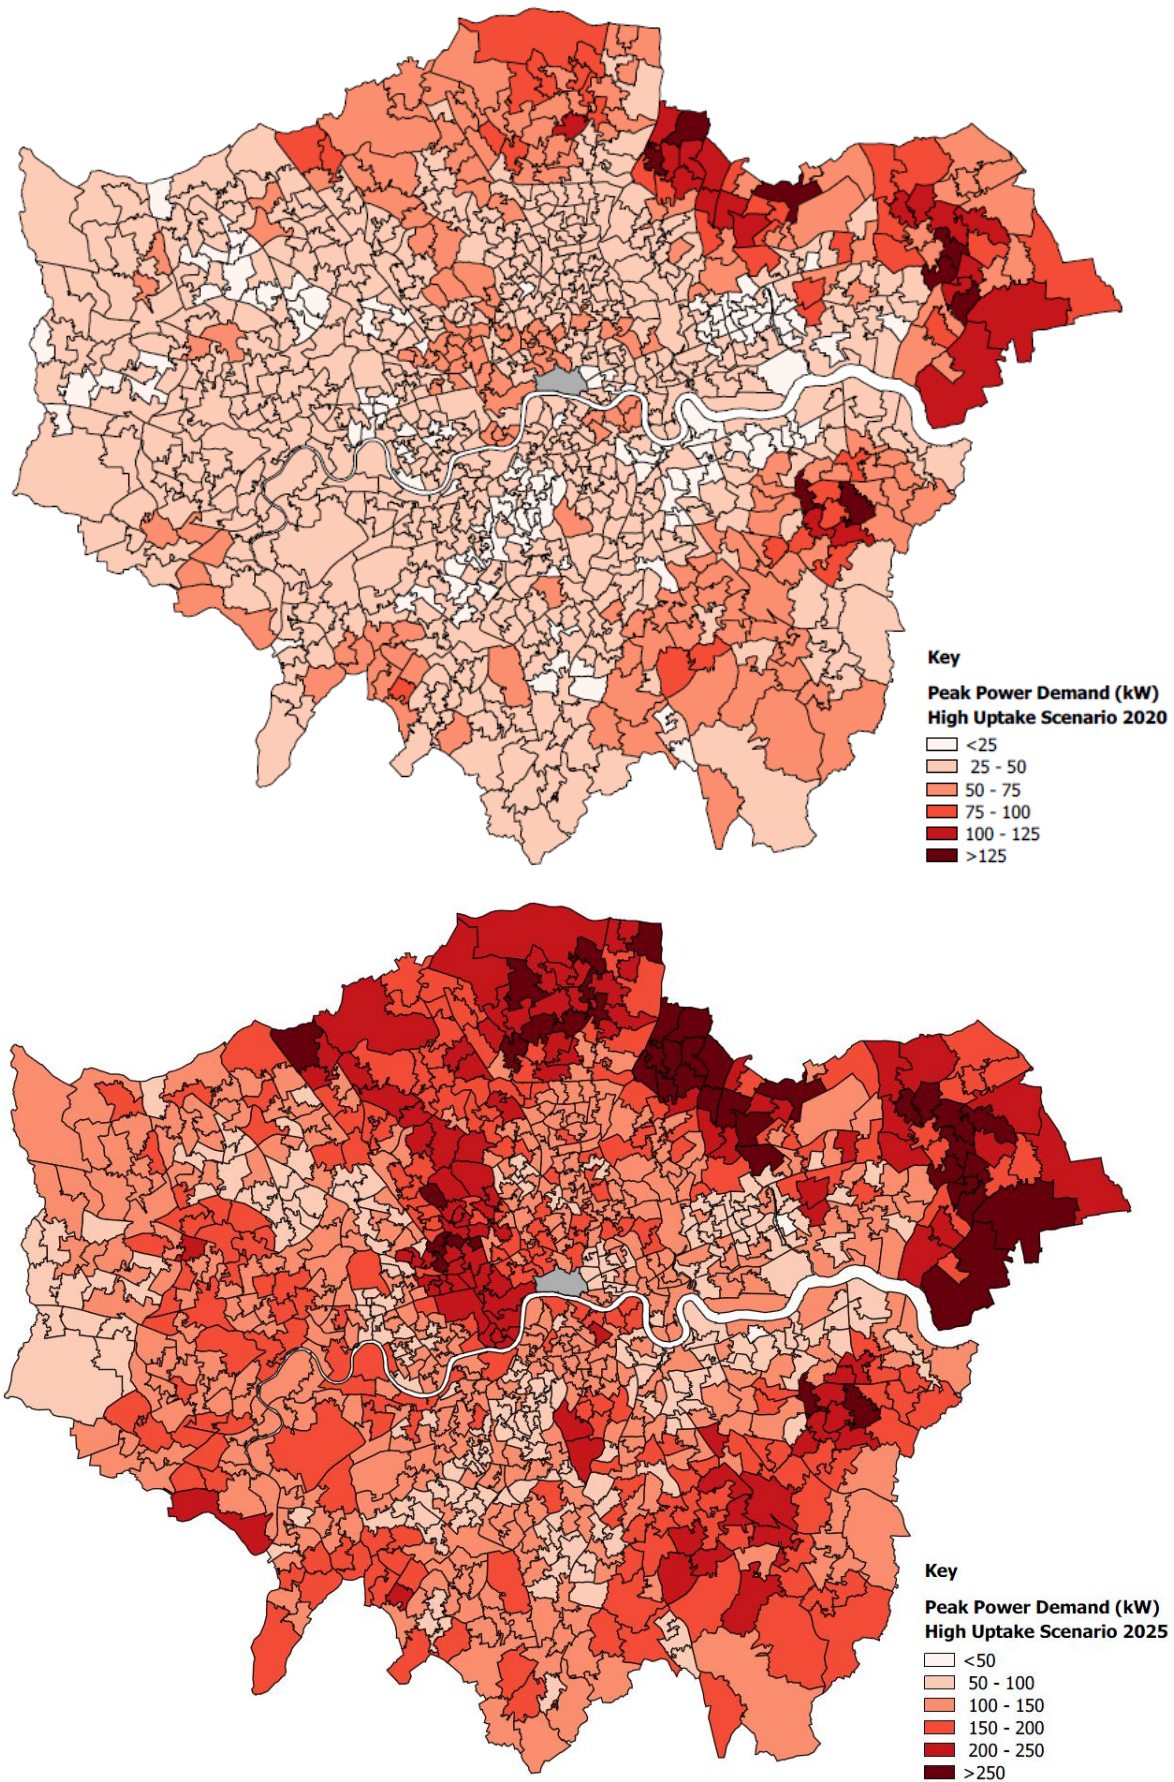 Key
Peak Power Demand (kW)
High Uptake Scenario 2020
<25
25 - 50
50 - 75
75 - 100
100 - 125
>125
Key
Peak Power Demand (kW)
High Uptake Scenario 2025
<50
50 - 100
100 - 150
150 - 200
200 - 250
>250